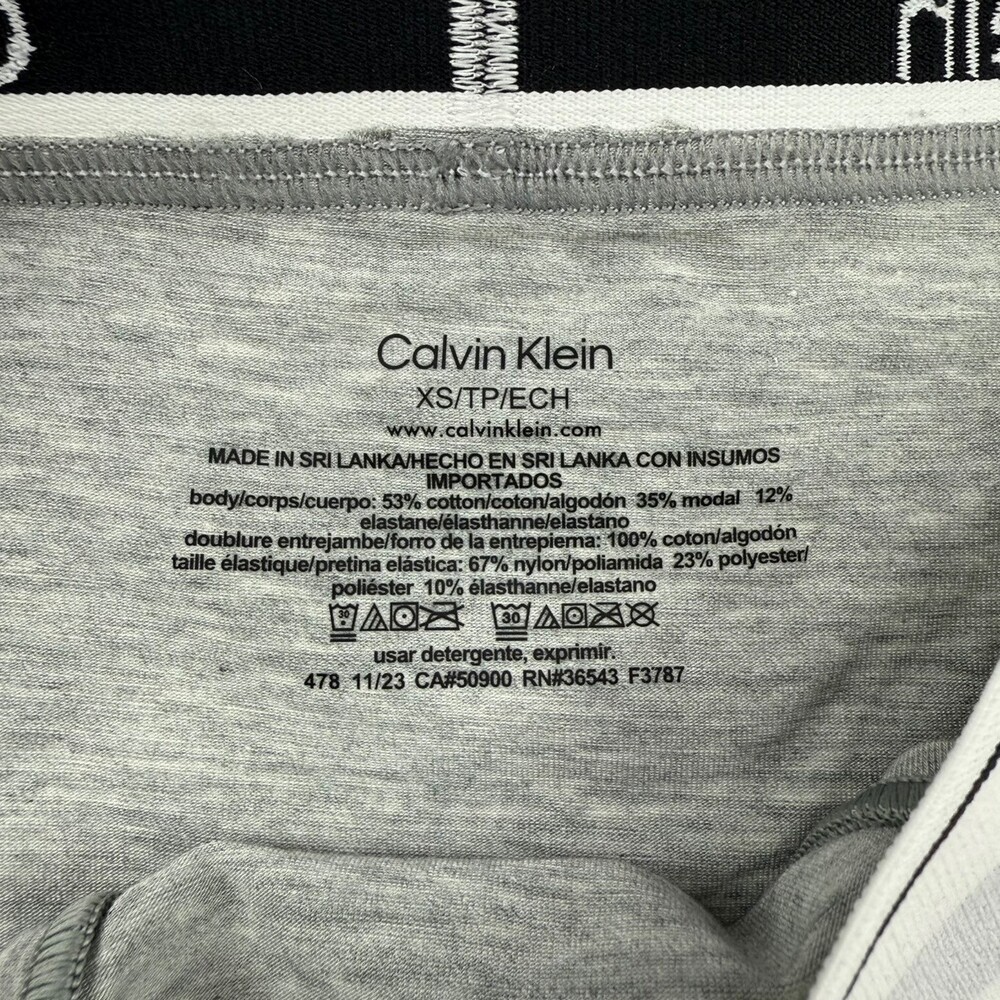 Calvin Klein
XS/TP/ECH
www.calvinklein.com
MADE IN SRI LANKA/HECHO EN SRI LANKA CON INSUMOS
IMPORTADOS
body/corps/cuerpo: 53% cotton/coton/algodón 35% modal 12%
elastane/élasthanne/elastano
doublure entrejambe/forro de la entrepierna: 100% coton/algodón
taille élastique/pretina elástica: 67% nylon/poliamida 23% polyester/
poliéster 10% élasthanne/elastano
30 30
usar detergente, exprimir.
478 11/23 CA#50900 RN#36543 F3787